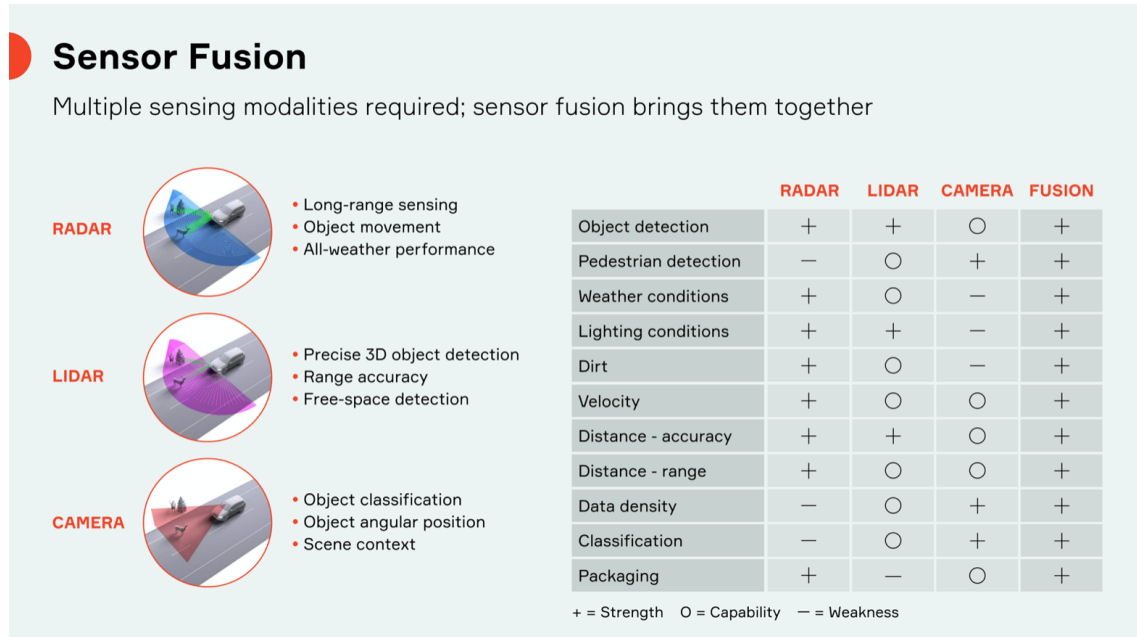 Sensor Fusion
Multiple sensing modalities required; sensor fusion brings them together
RADAR
• Long-range sensing
• Object movement
• All-weather performance
LIDAR
• Precise 3D object detection
• Range accuracy
• Free-space detection
CAMERA
• Object classification
• Object angular position
• Scene context
RADAR LIDAR CAMERA FUSION
Object detection + + O +
Pedestrian detection — O + +
Weather conditions + O — +
Lighting conditions + + — +
Dirt + O — +
Velocity + O O +
Distance - accuracy + + O +
Distance - range + O O +
Data density — O + +
Classification — O + +
Packaging + — O +
+ = Strength O = Capability — = Weakness